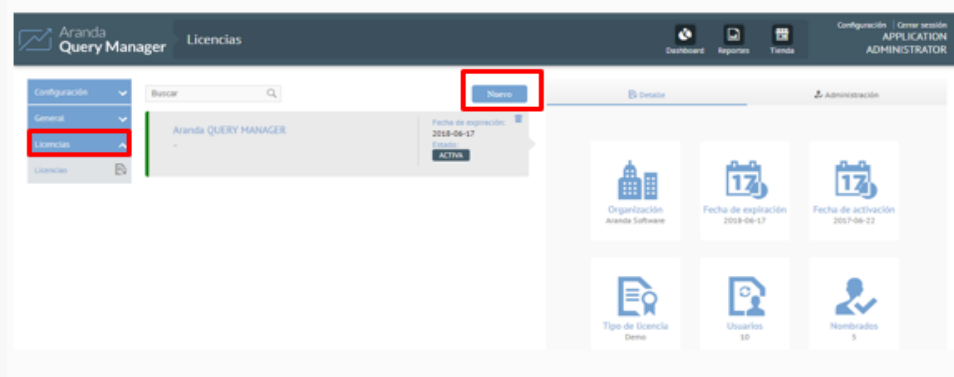 Aranda
Query Manager
Licencias
Dashboard
Reportes
Tienda
Configuración | Cerrar sesión
APPLICATION
ADMINISTRATOR
Configuración
General
Licencias
Licencias
Buscar
Nuevo
Aranda QUERY MANAGER
-
Fecha de expiración:
2018-06-17
Estado:
ACTIVA
Detalle
Administración
Organización
Aranda Software
Fecha de expiración
2018-06-17
Fecha de activación
2017-06-22
Tipo de licencia
Demo
Usuarios
10
Nombrados
5